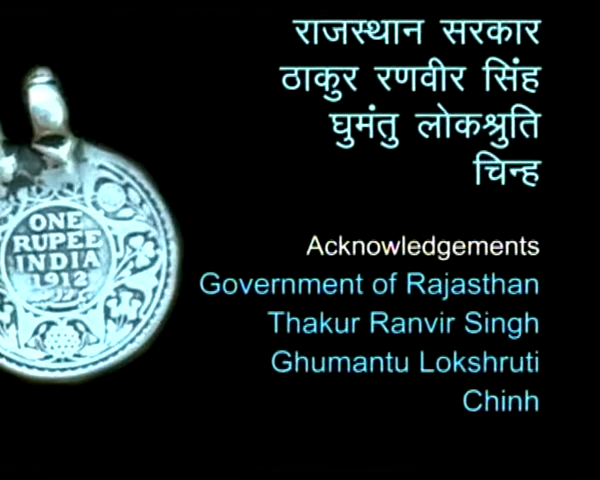 राजस्थान सरकार
ठाकुर रणवीर सिंह
घुमंतु लोकश्रुति
चिन्ह
ONE
RUPEE
INDIA
1912
Acknowledgements
Government of Rajasthan
Thakur Ranvir Singh
Ghumantu Lokshruti
Chinh